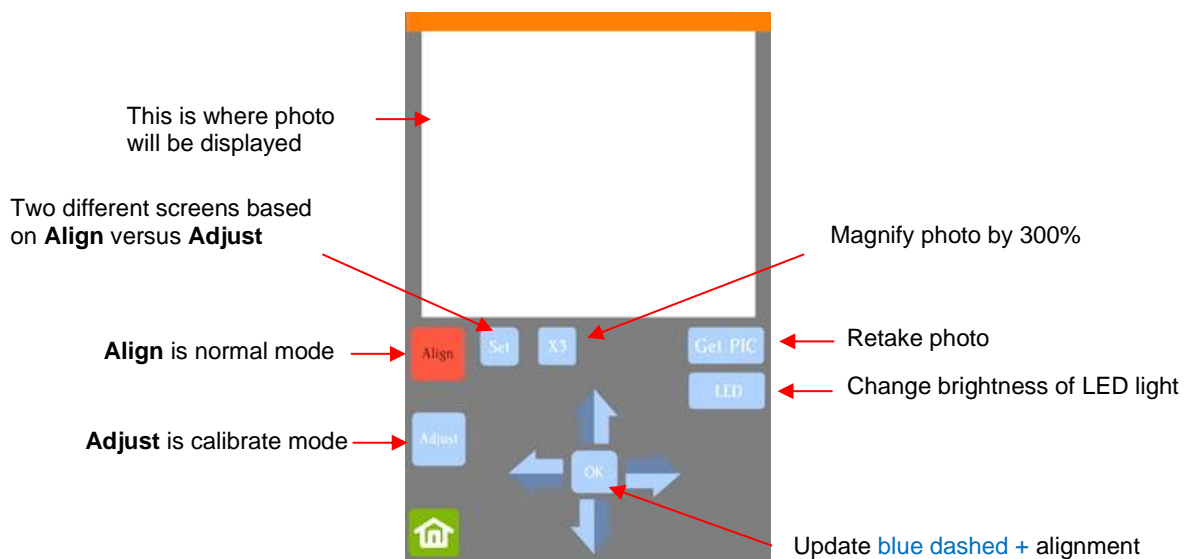 This is where photo
will be displayed
Two different screens based
on Align versus Adjust
Magnify photo by 300%
Align is normal mode
Align
Set
X3
Get PIC
Retake photo
LED
Change brightness of LED light
Adjust is calibrate mode
Adjust
OK
Update blue dashed + alignment